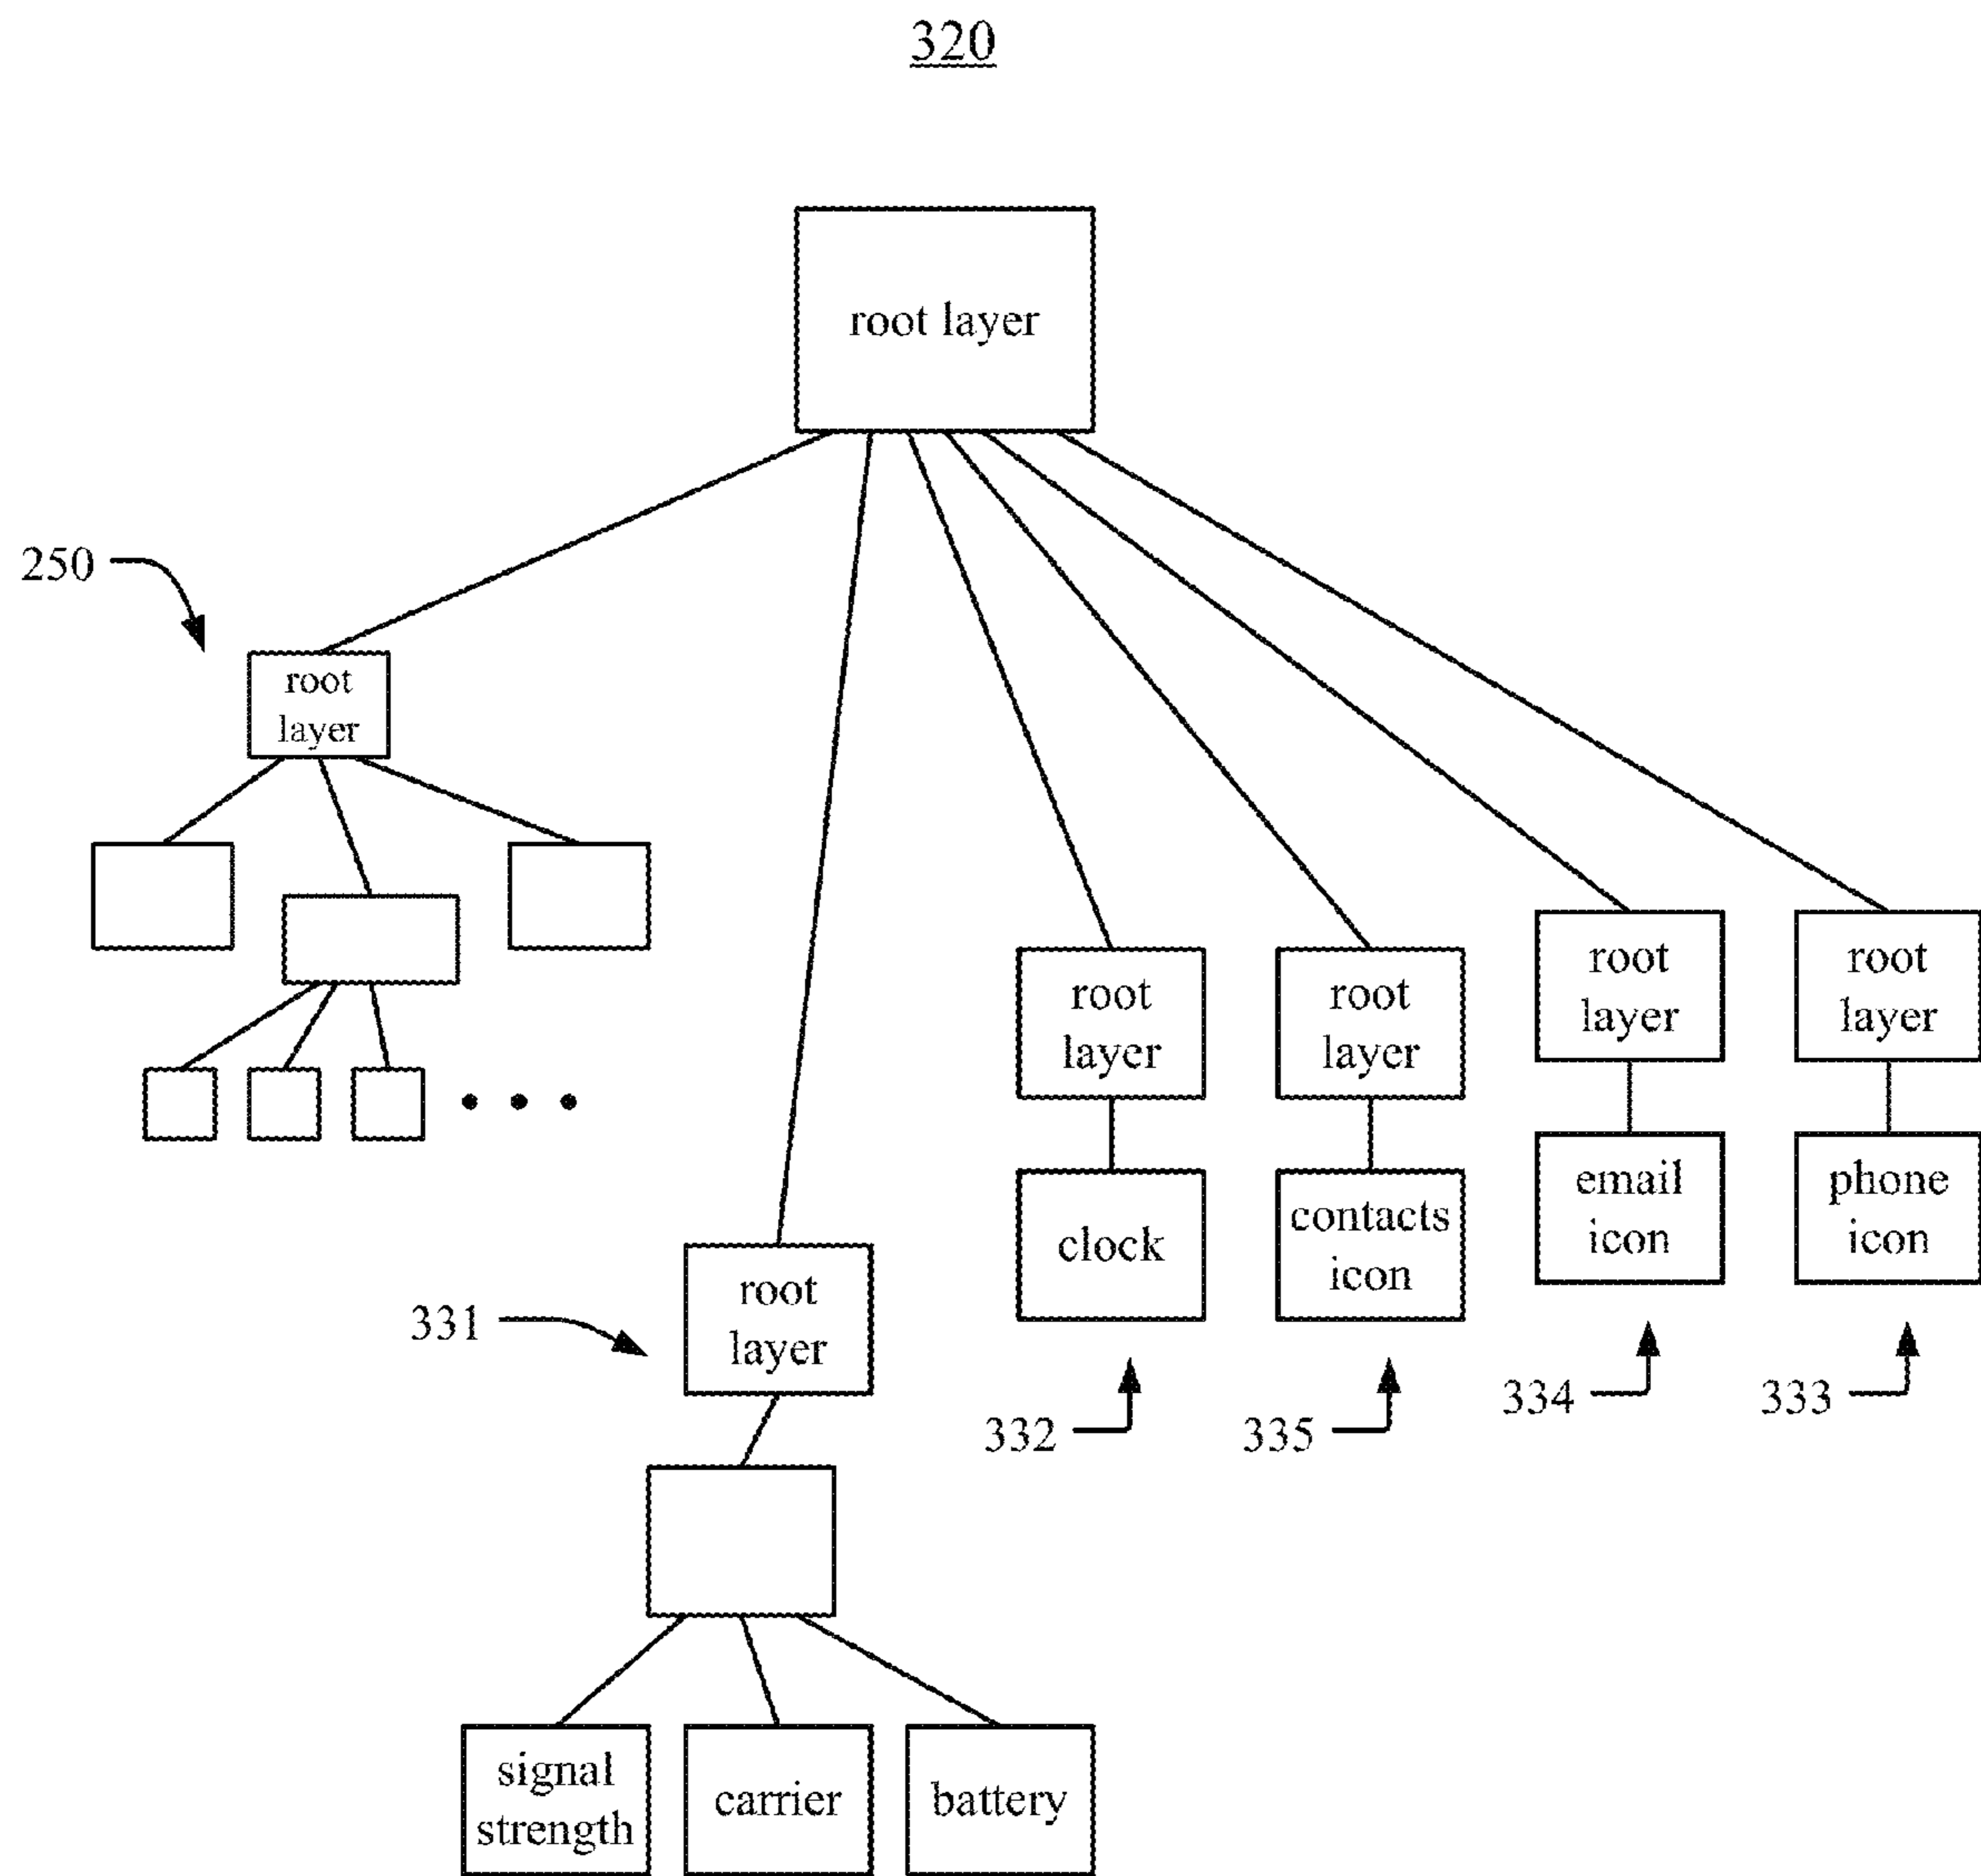 320
root layer
250
root
layer
root
layer
root
layer
root
layer
root
layer
clock
contacts
icon
email
icon
phone
icon
331
root
layer
332
335
334
333
signal
strength
carrier
battery